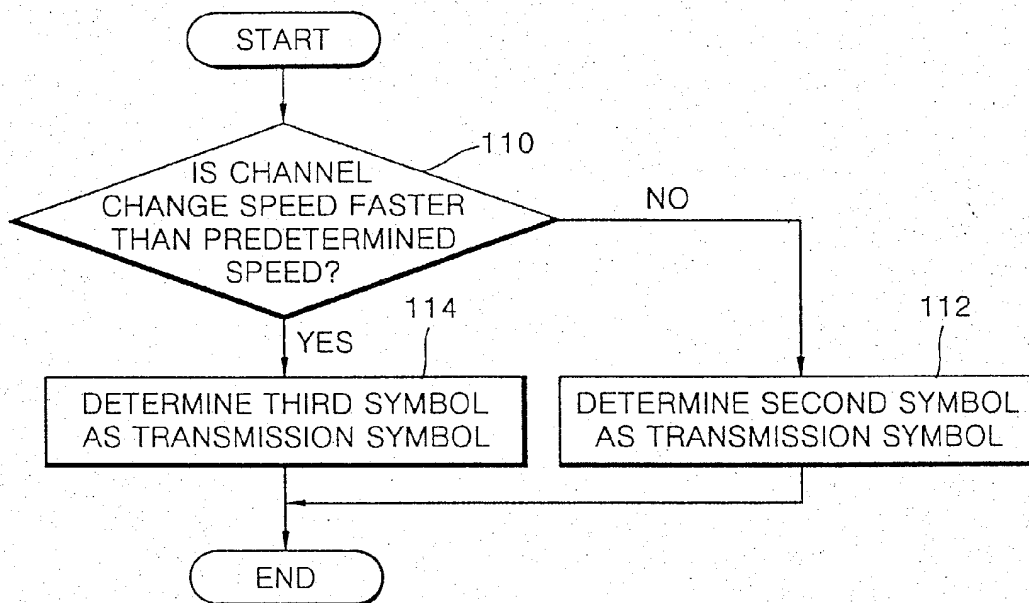 START
110
IS CHANNEL
CHANGE SPEED FASTER
THAN PREDETERMINED
SPEED?
NO
YES
114
112
DETERMINE THIRD SYMBOL
AS TRANSMISSION SYMBOL
DETERMINE SECOND SYMBOL
AS TRANSMISSION SYMBOL
END